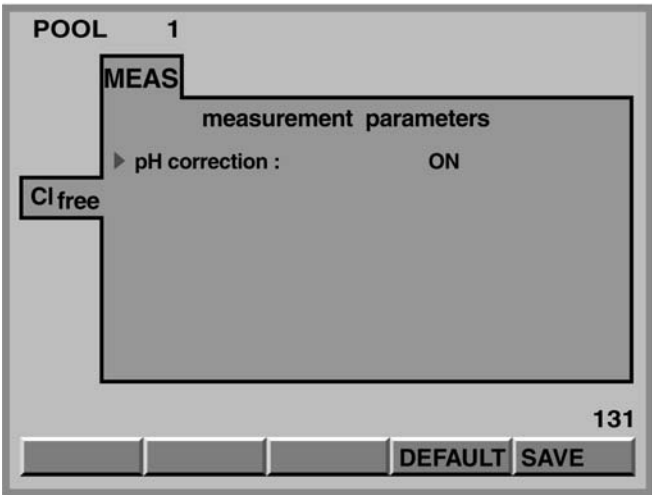 POOL 1
MEAS
measurement parameters
pH correction : ON
Cl free
131
DEFAULT SAVE